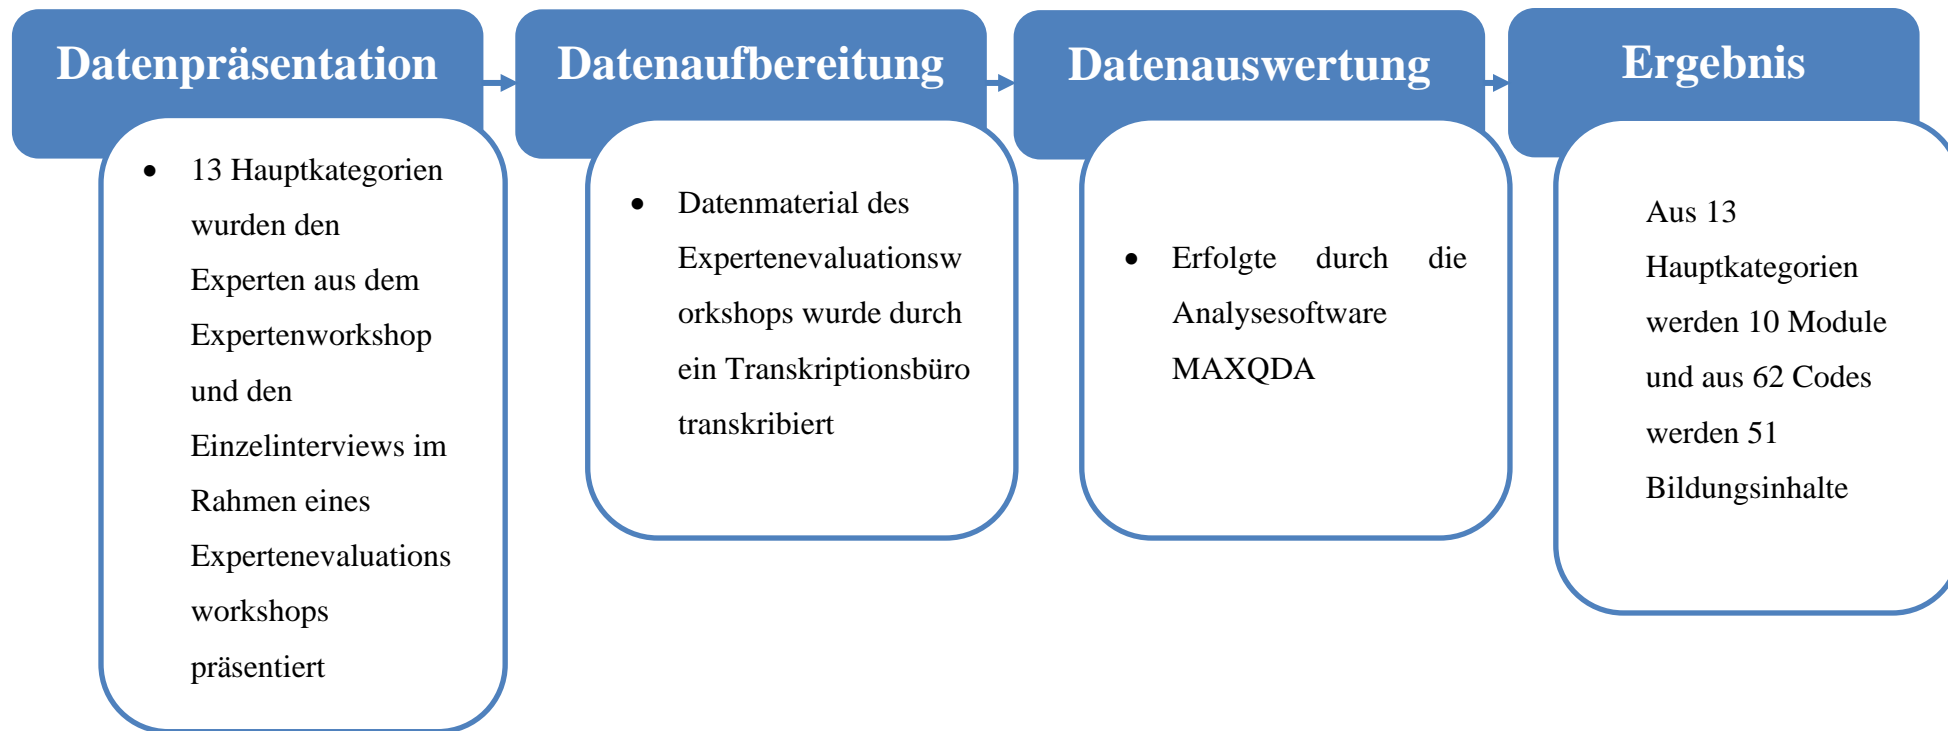 Datenpräsentation
• 13 Hauptkategorien
wurden den
Experten aus dem
Expertenworkshop
und den
Einzelinterviews im
Rahmen eines
Expertenevaluations
workshops
präsentiert
Datenaufbereitung
• Datenmaterial des
Expertenevaluationsw
orkshops wurde durch
ein Transkriptionsbüro
transkribiert
Datenauswertung
• Erfolgte durch die
Analysesoftware
MAXQDA
Ergebnis
Aus 13
Hauptkategorien
werden 10 Module
und aus 62 Codes
werden 51
Bildungsinhalte